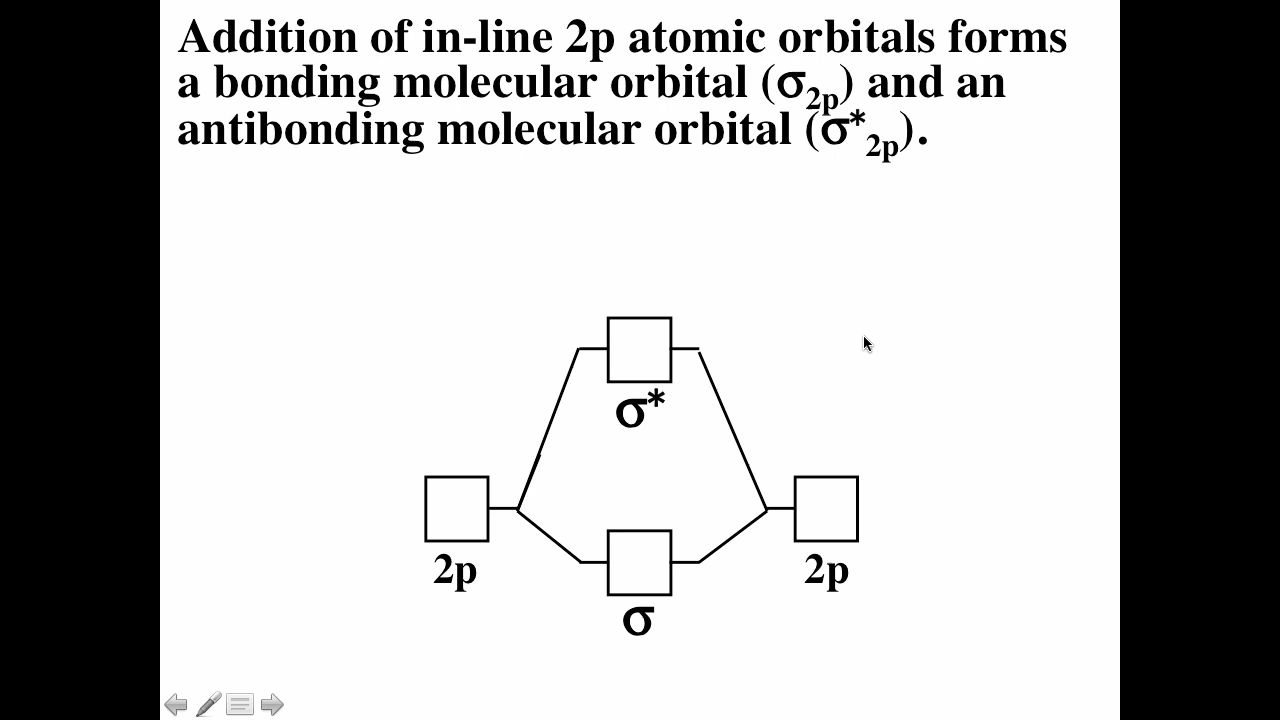 Addition of in-line 2p atomic orbitals forms
a bonding molecular orbital (σ₂ₚ) and an
antibonding molecular orbital (σ*₂ₚ).
σ*
2p 2p
σ